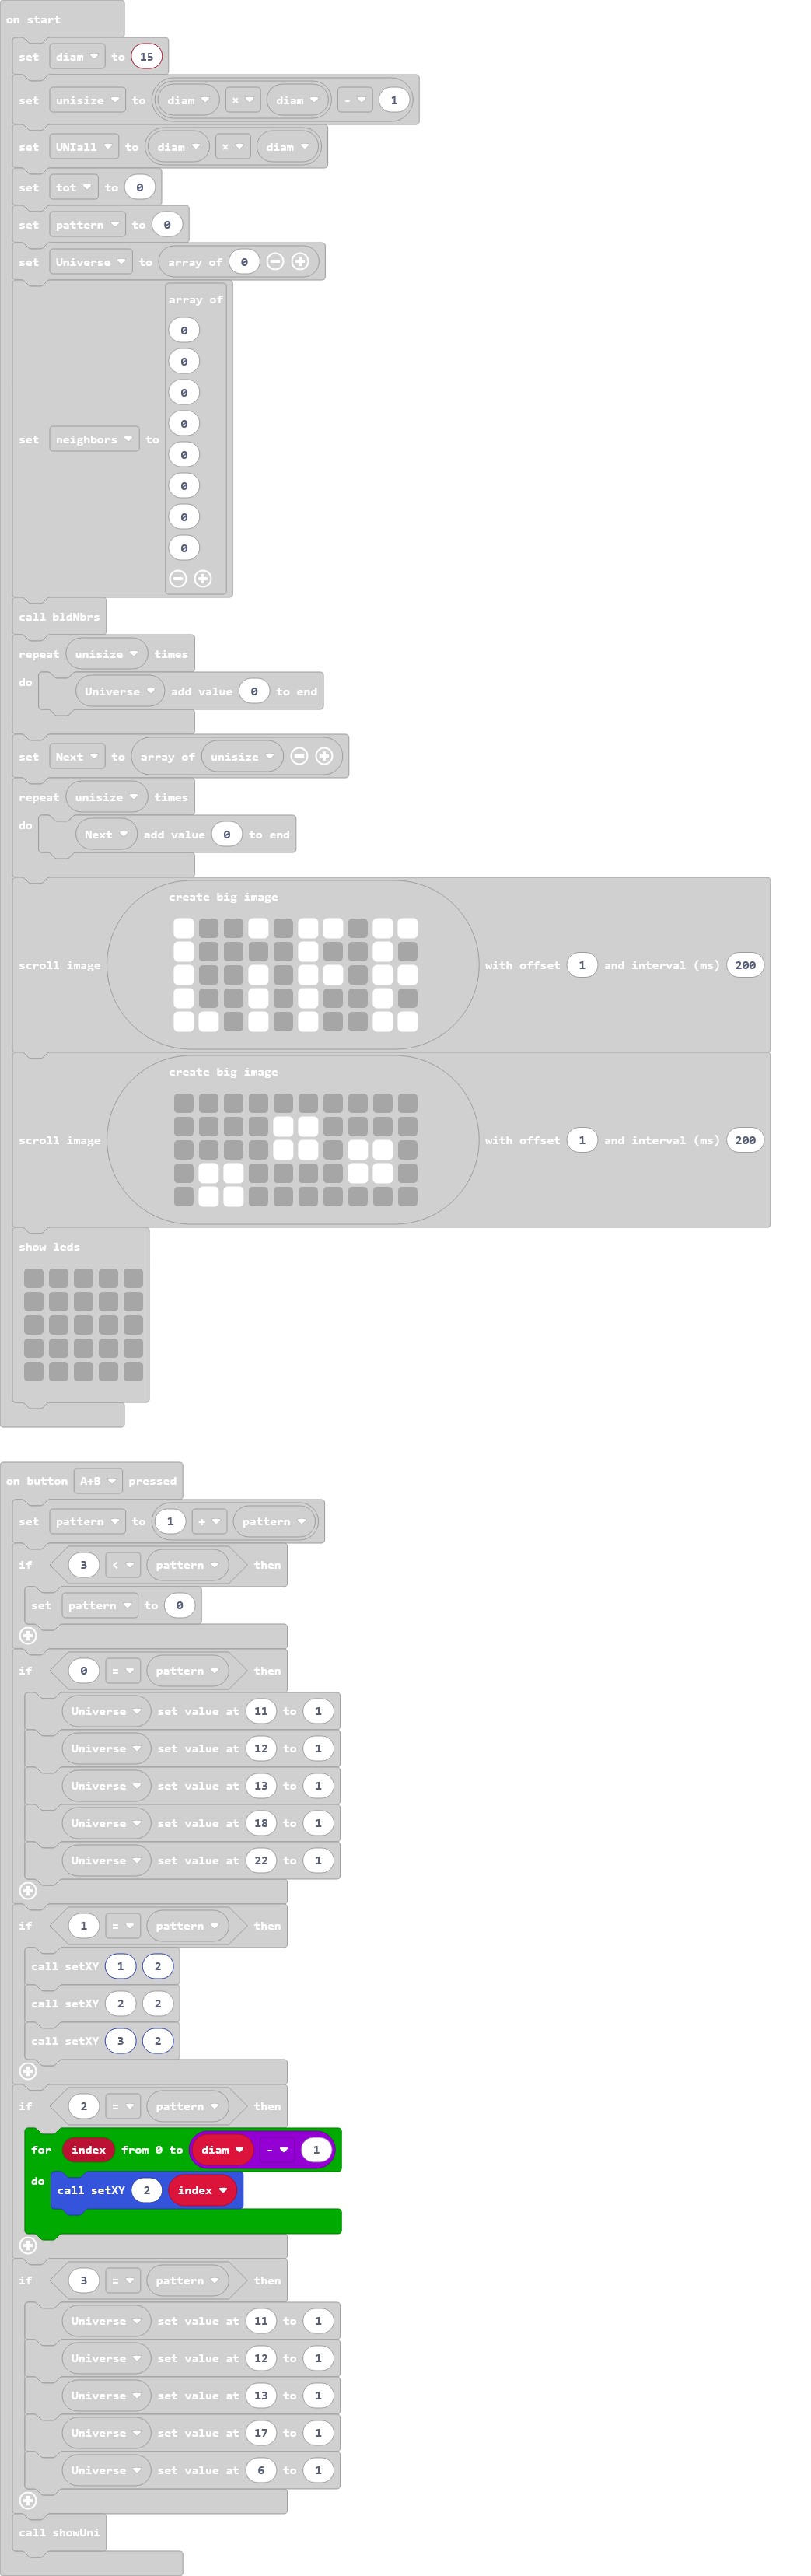 on start
set diam to 15
set unisize to diam × diam - 1
set UNIall to diam × diam
set tot to 0
set pattern to 0
set Universe to array of 0
array of
0
0
0
0
set neighbors to
0
0
0
0
call bldNbrs
repeat unisize times
do
Universe add value 0 to end
set Next to array of unisize
repeat unisize times
do
Next add value 0 to end
create big image
scroll image with offset 1 and interval (ms) 200
create big image
scroll image with offset 1 and interval (ms) 200
show leds
on button A+B pressed
set pattern to 1 + pattern
if 3 < pattern then
set pattern to 0
if 0 = pattern then
Universe set value at 11 to 1
Universe set value at 12 to 1
Universe set value at 13 to 1
Universe set value at 18 to 1
Universe set value at 22 to 1
if 1 = pattern then
call setXY 1 2
call setXY 2 2
call setXY 3 2
if 2 = pattern then
for index from 0 to diam - 1
do
call setXY 2 index
if 3 = pattern then
Universe set value at 11 to 1
Universe set value at 12 to 1
Universe set value at 13 to 1
Universe set value at 17 to 1
Universe set value at 6 to 1
call showUni